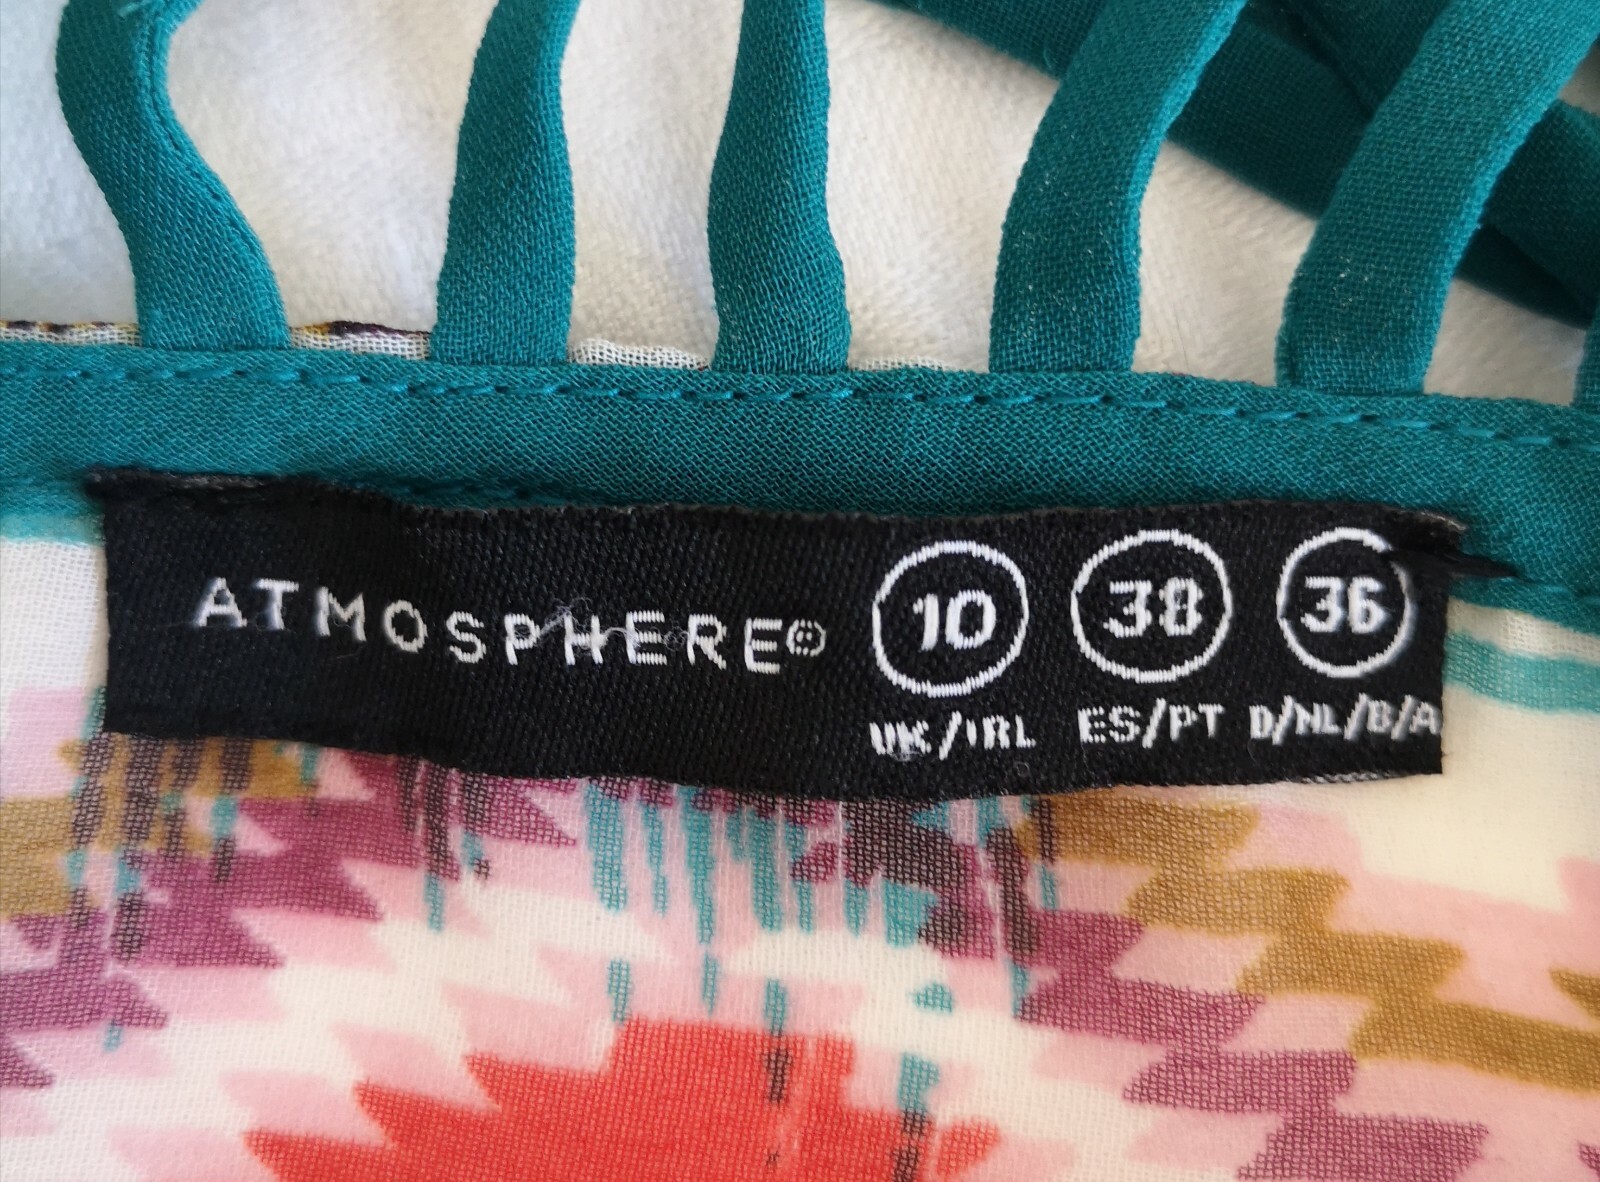 ATMOSPHERE® 10 38 36
UK/IRL ES/PT D/NL/B/A